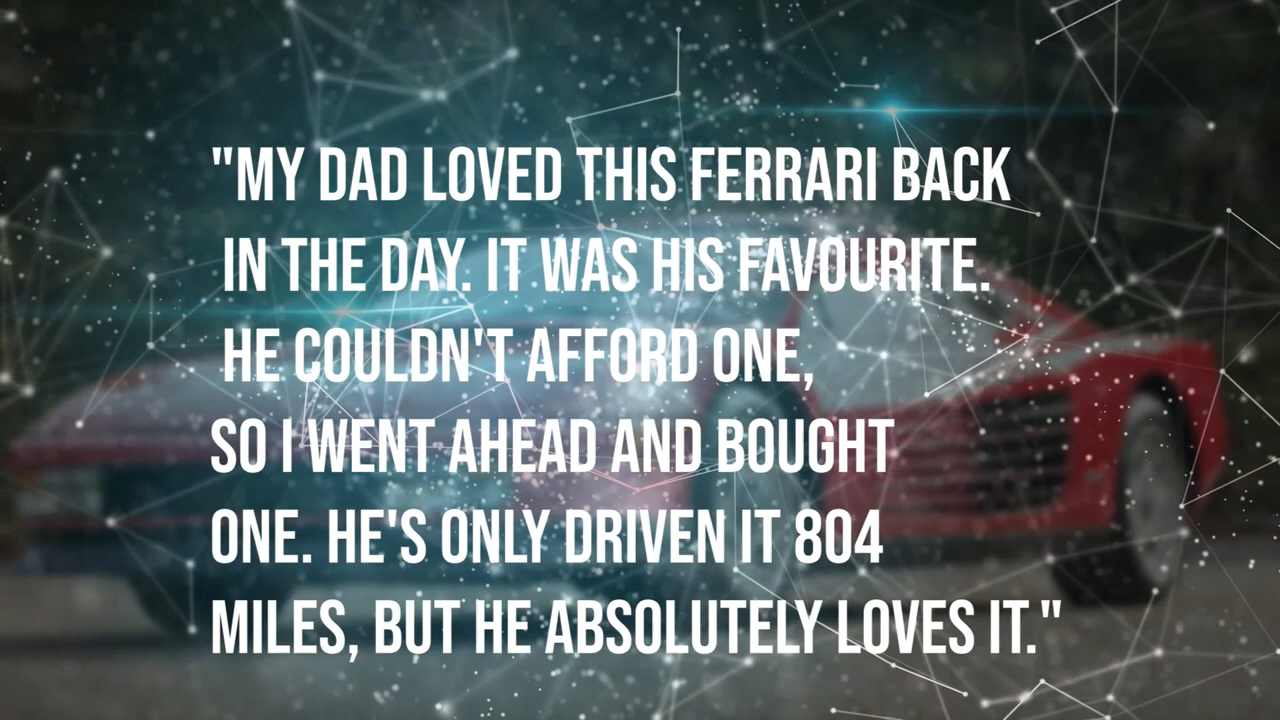 "MY DAD LOVED THIS FERRARI BACK
IN THE DAY. IT WAS HIS FAVOURITE.
HE COULDN'T AFFORD ONE,
SO I WENT AHEAD AND BOUGHT
ONE. HE'S ONLY DRIVEN IT 804
MILES, BUT HE ABSOLUTELY LOVES IT."